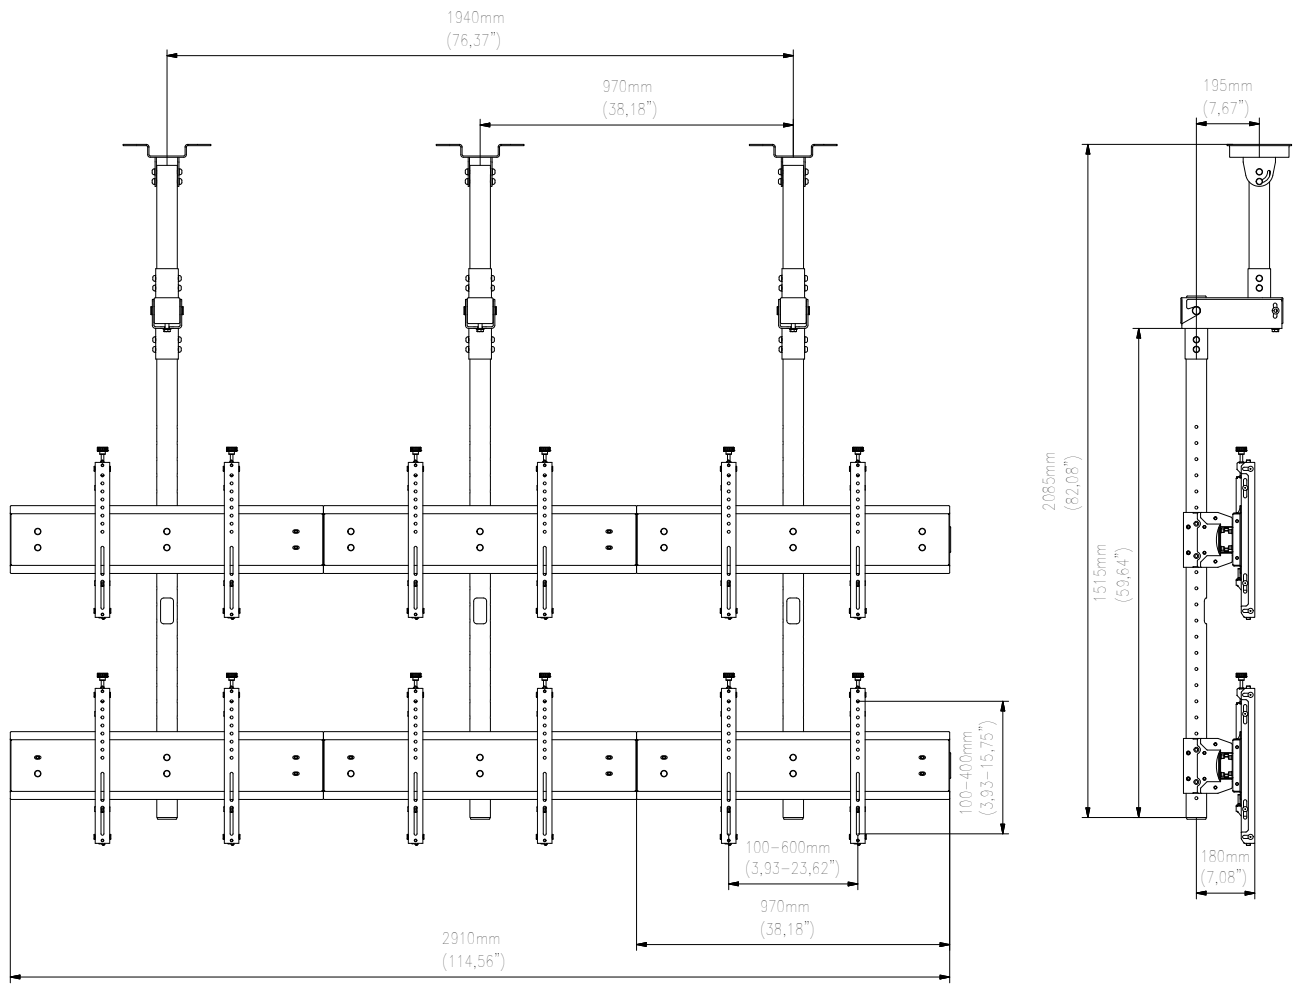 1940mm
(76,37")
970mm
(38,18")
195mm
(7,67")
2085mm
(82,08")
1515mm
(59,64")
100-400mm
(3,93-15,75")
100-600mm
(3,93-23,62")
180mm
(7,08")
970mm
(38,18")
2910mm
(114,56")